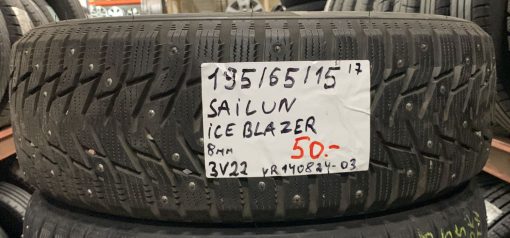 195/65/15 17
SAILUN
ICE BLAZER
8mm 50.-
3V22 VR140824-03